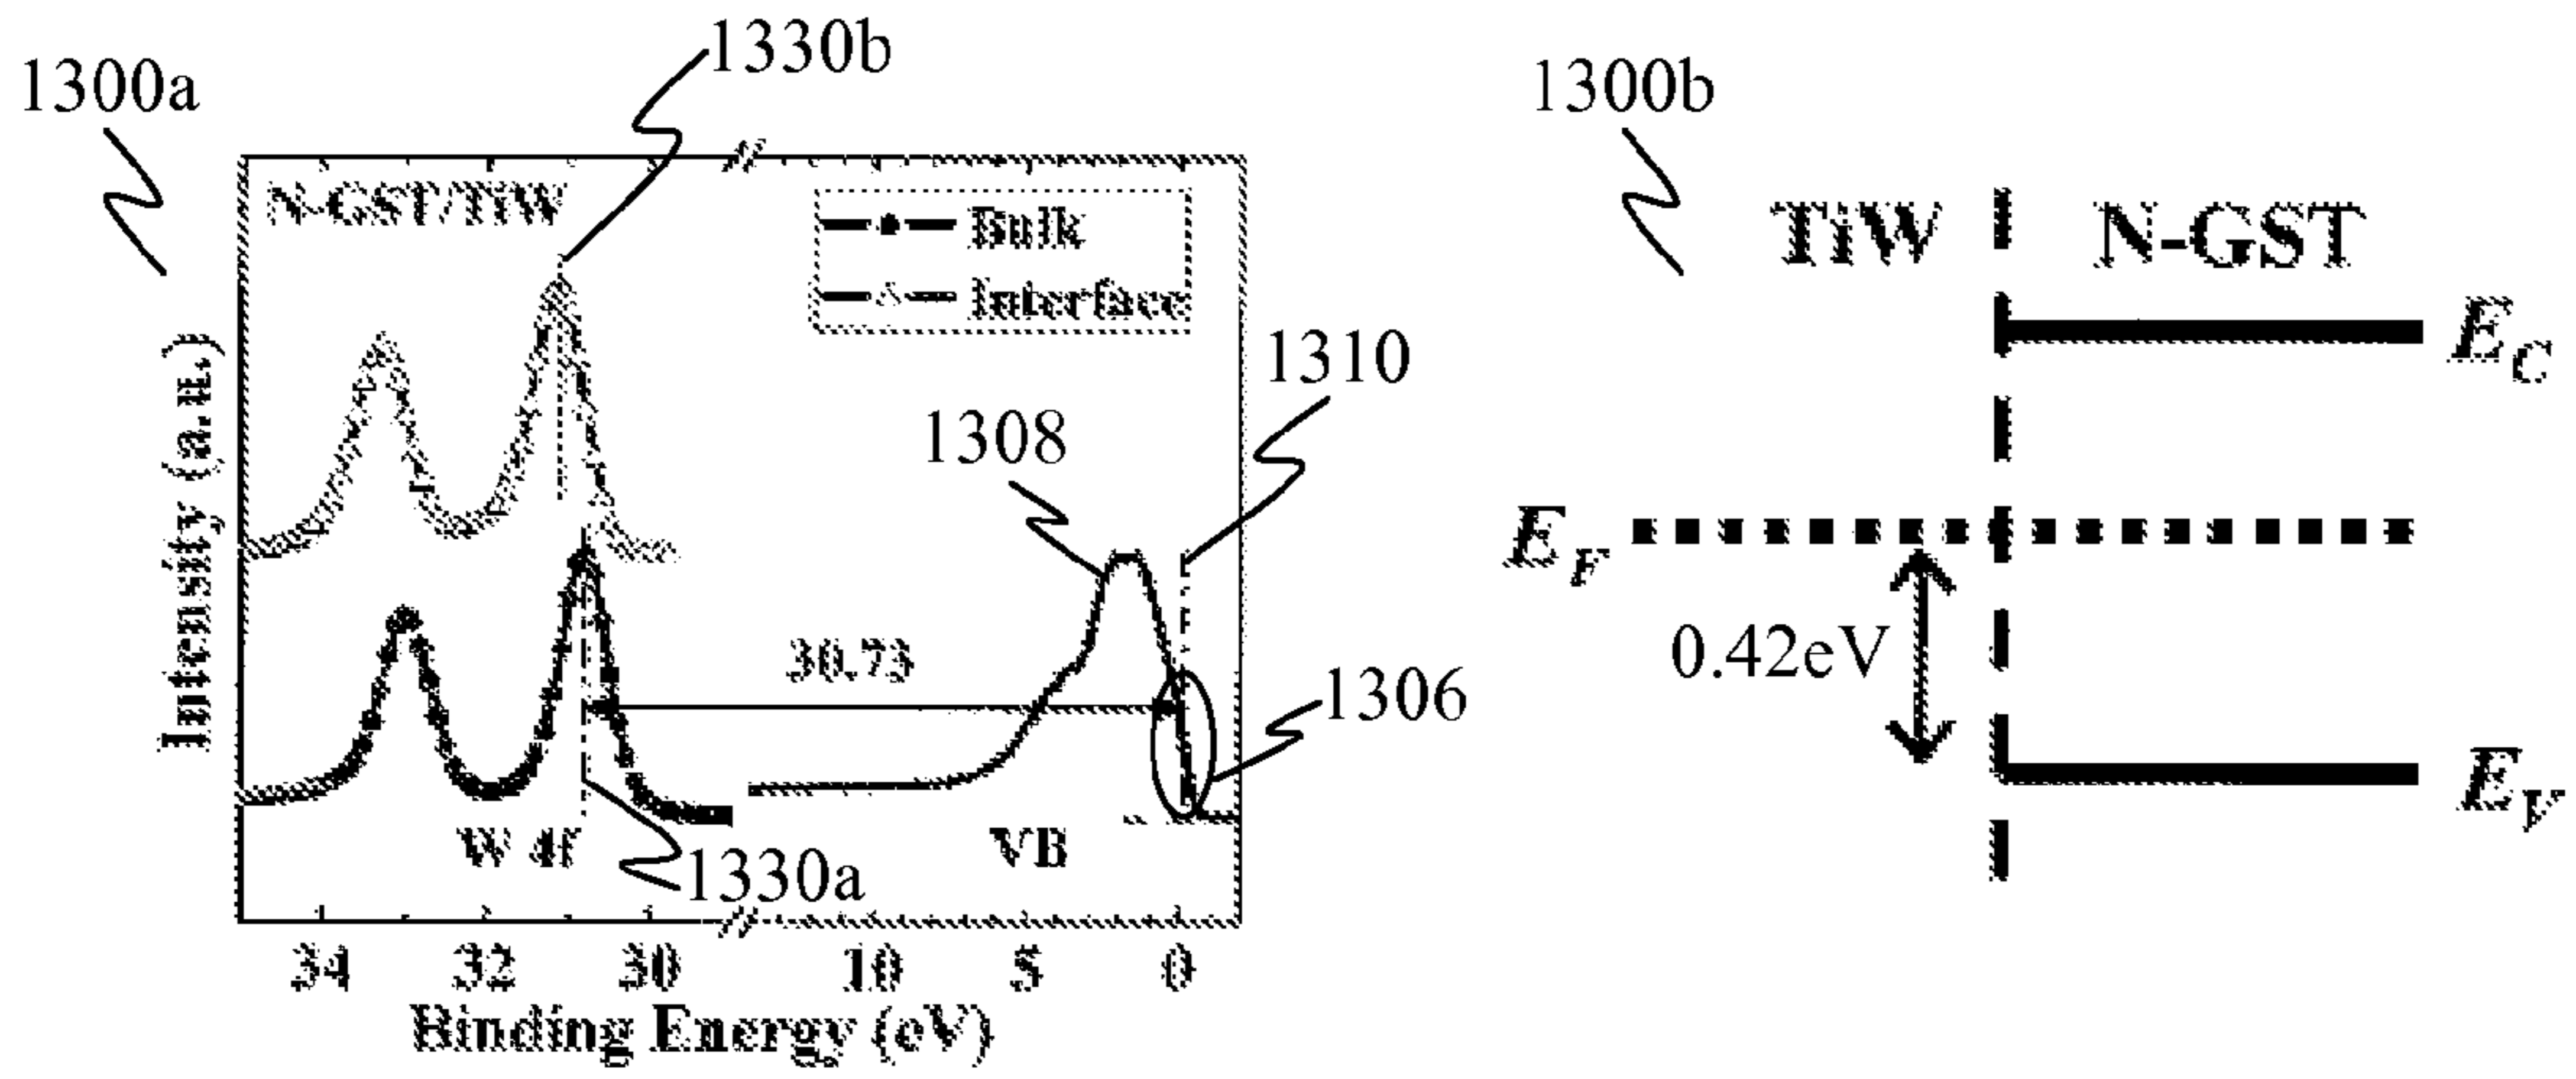 1300a
1330b
N-GST/TiW
Bulk
Interface
1310
1308
1306
30.73
W 4f
VB
1330a
Intensity (a.u.)
34 32 30 10 5 0
Binding Energy (eV)
1300b
TiW N-GST
E_C
E_F
0.42eV
E_V